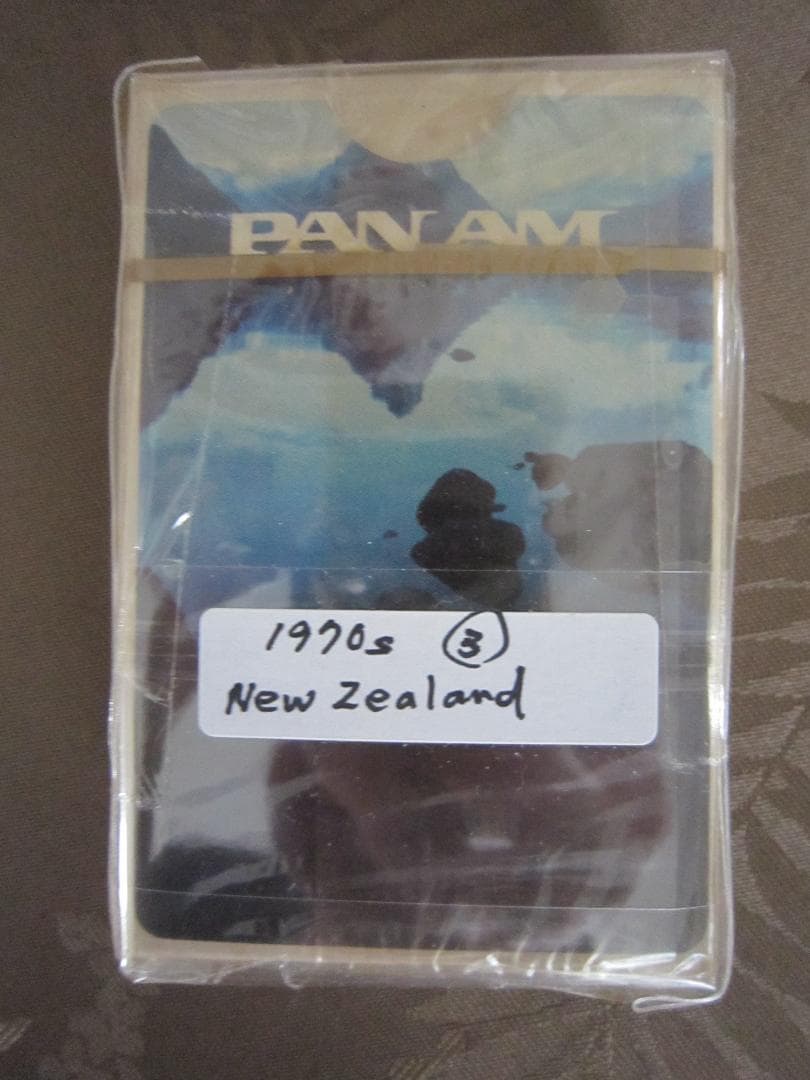 PAN AM
1970s ③
New Zealand